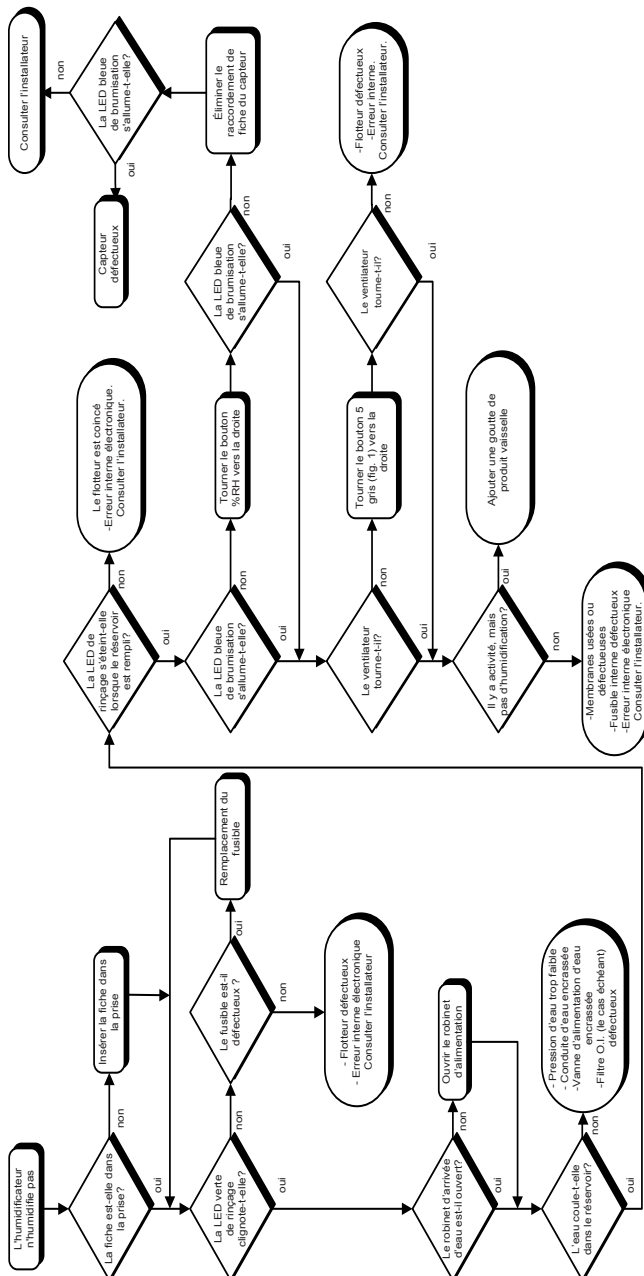 L'humidificateur
n'humidifie pas
La fiche est-elle dans
la prise?
non
oui
Insérer la fiche dans
la prise
La LED verte
de rinçage
clignote-t-elle?
non
oui
Le fusible est-il
défectueux ?
oui
non
Remplacement du
fusible
- Flotteur défectueux
- Erreur interne électronique
Consulter l'installateur
Le robinet d'arrivée
d'eau est-il ouvert?
non
oui
Ouvrir le robinet
d'alimentation
L'eau coule-t-elle
dans le réservoir?
non
oui
- Pression d'eau trop faible
- Conduite d'eau encrassée
-Vanne d'alimentation d'eau
encrassée
-Filtre O.I. (le cas échéant)
défectueux
La LED de
rinçage s'éteint-elle
lorsque le réservoir
est rempli?
non
oui
Le flotteur est coincé
-Erreur interne électronique.
Consulter l'installateur.
La LED bleue
de brumisation
s'allume-t-elle?
non
oui
Tourner le bouton
%RH vers la droite
La LED bleue
de brumisation
s'allume-t-elle?
non
oui
Éliminer le
raccordement de
fiche du capteur
La LED bleue
de brumisation
s'allume-t-elle?
non
oui
Consulter l'installateur
Capteur
défectueux
Le ventilateur
tourne-t-il?
non
oui
Tourner le bouton 5
gris (fig. 1) vers la
droite
Le ventilateur
tourne-t-il?
non
oui
-Flotteur défectueux
-Erreur interne.
Consulter l'installateur.
Il y a activité, mais
pas d'humidification?
oui
non
Ajouter une goutte de
produit vaisselle
-Membranes usées ou
défectueuses
-Fusible interne défectueux
-Erreur interne électronique
Consulter l'installateur.